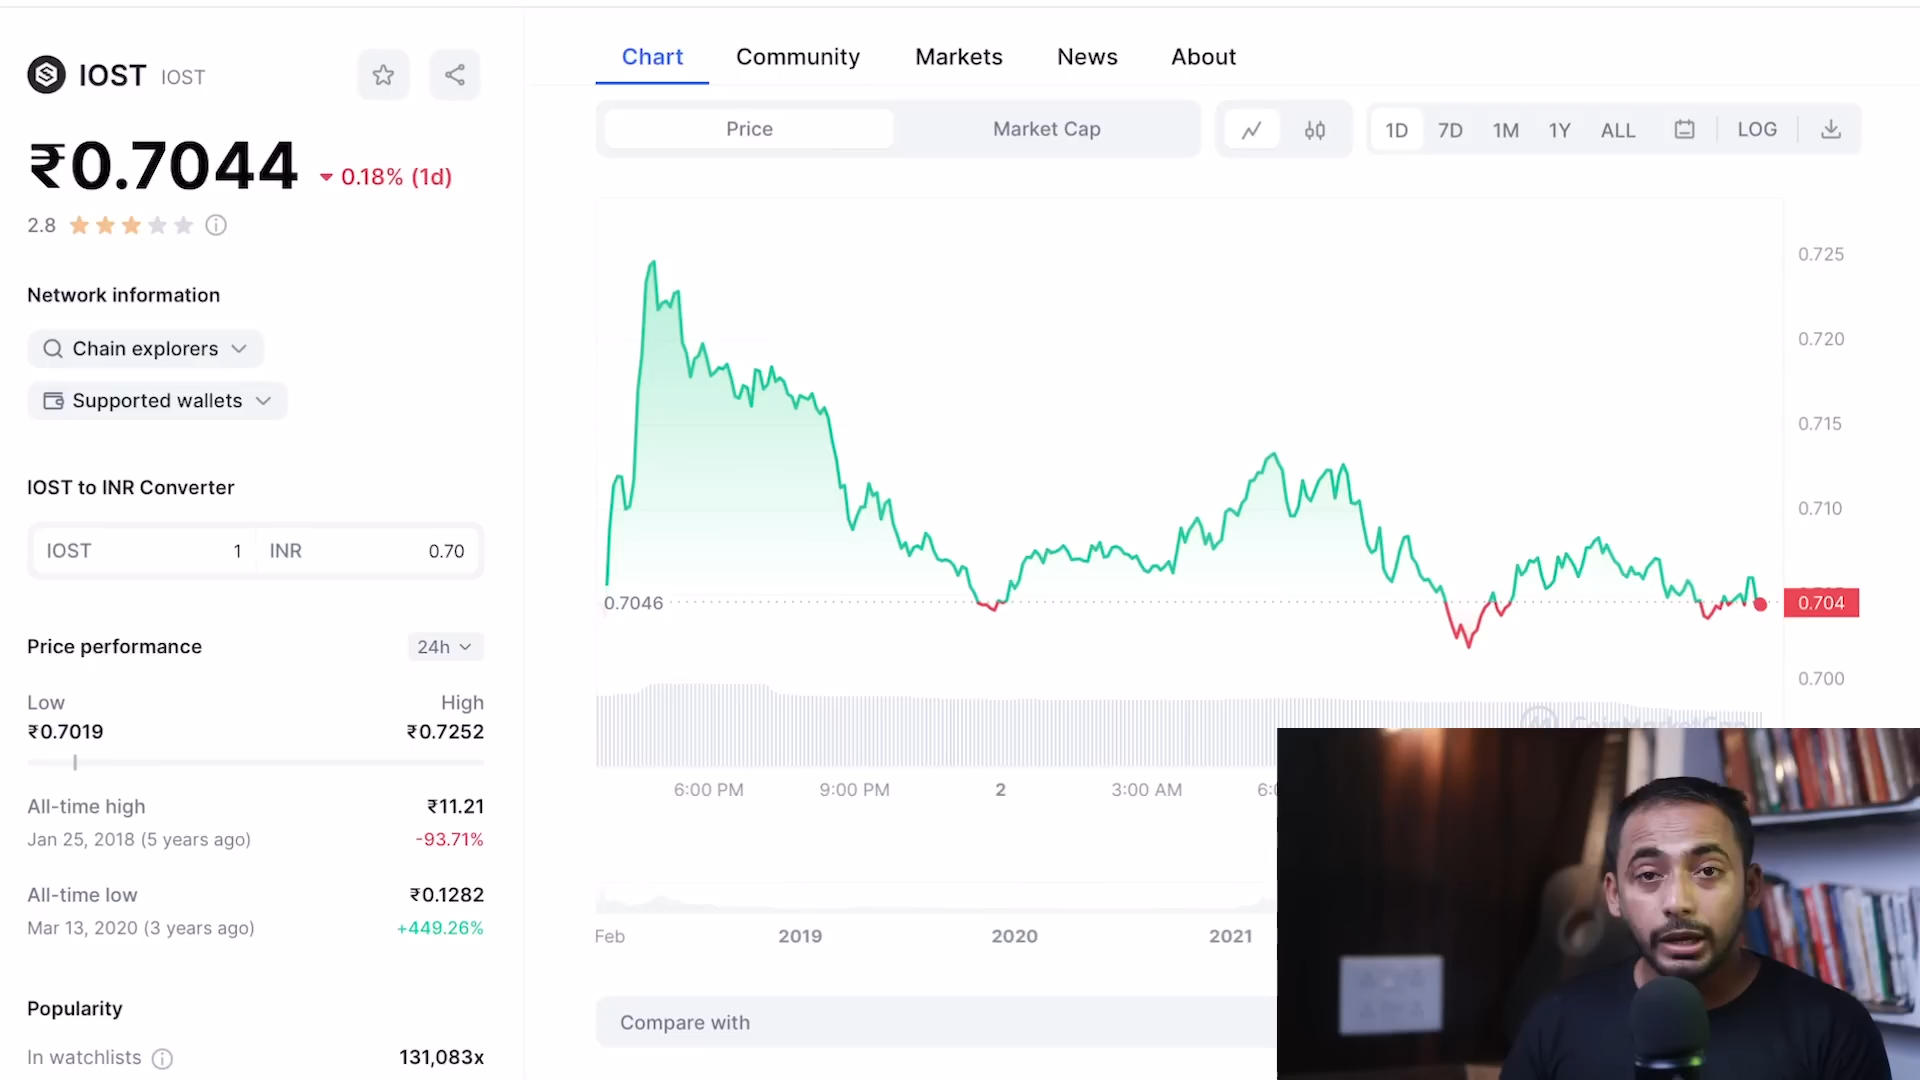 IOST IOST
₹0.7044 0.18% (1d)
2.8
Network information
Chain explorers
Supported wallets
IOST to INR Converter
IOST 1 INR 0.70
Price performance 24h
Low High
₹0.7019 ₹0.7252
All-time high ₹11.21
Jan 25, 2018 (5 years ago) -93.71%
All-time low ₹0.1282
Mar 13, 2020 (3 years ago) +449.26%
Popularity
In watchlists 131,083x
Chart Community Markets News About
Price Market Cap 1D 7D 1M 1Y ALL LOG
0.725
0.720
0.715
0.710
0.7046 0.704
0.700
CoinMarketCap
6:00 PM 9:00 PM 2 3:00 AM 6:0
Feb 2019 2020 2021
Compare with